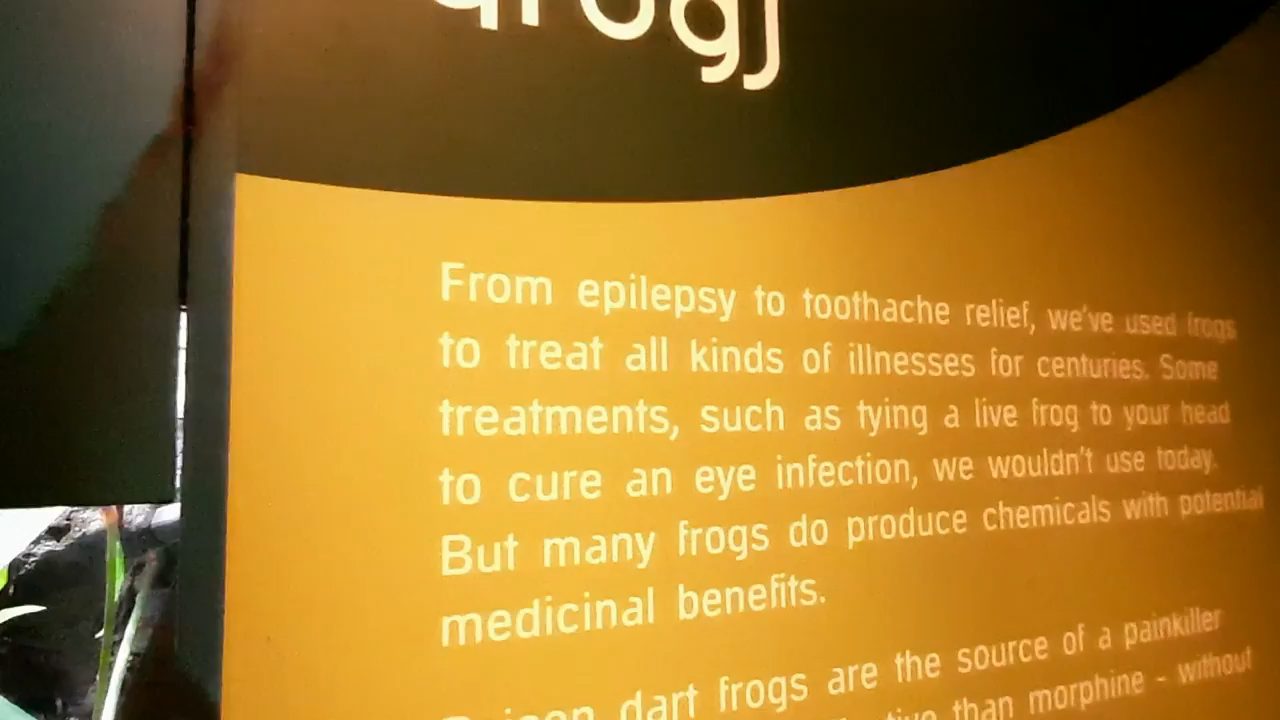 From epilepsy to toothache relief, we've used frogs
to treat all kinds of illnesses for centuries. Some
treatments, such as tying a live frog to your head
to cure an eye infection, we wouldn't use today.
But many frogs do produce chemicals with potential
medicinal benefits.
dart frogs are the source of a painkiller
than morphine - without